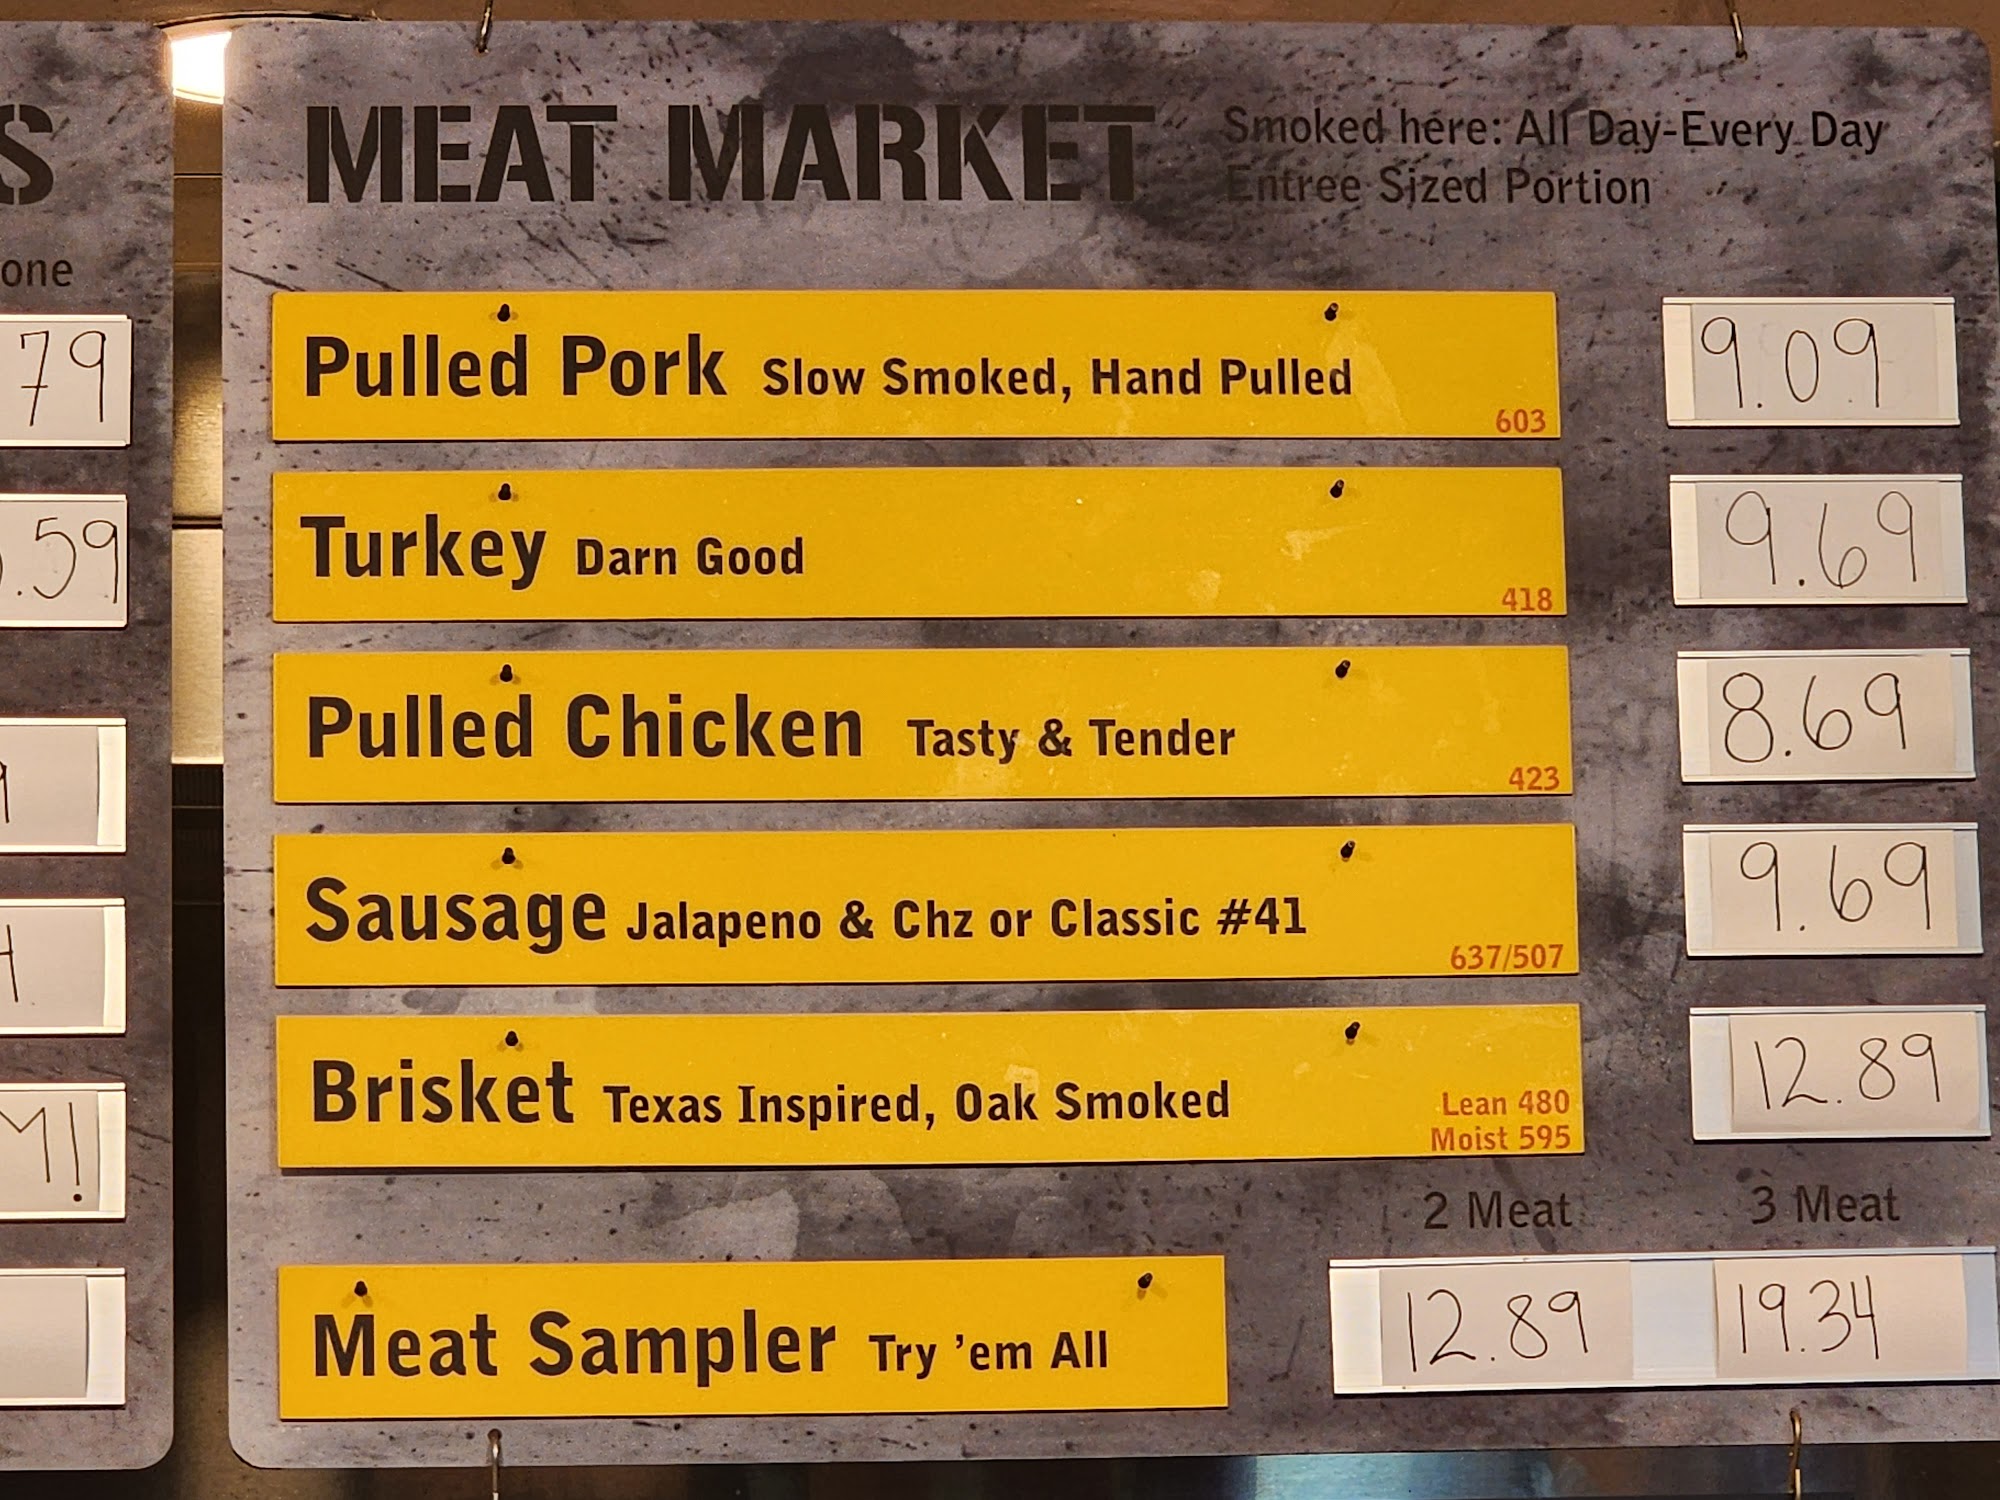 S
one
79
.59
M!
MEAT MARKET
Smoked here: All Day-Every Day
Entree Sized Portion
Pulled Pork Slow Smoked, Hand Pulled
603
9.09
Turkey Darn Good
418
9.69
Pulled Chicken Tasty & Tender
423
8.69
Sausage Jalapeno & Chz or Classic #41
637/507
9.69
Brisket Texas Inspired, Oak Smoked
Lean 480
Moist 595
12.89
2 Meat 3 Meat
Meat Sampler Try 'em All
12.89 19.34